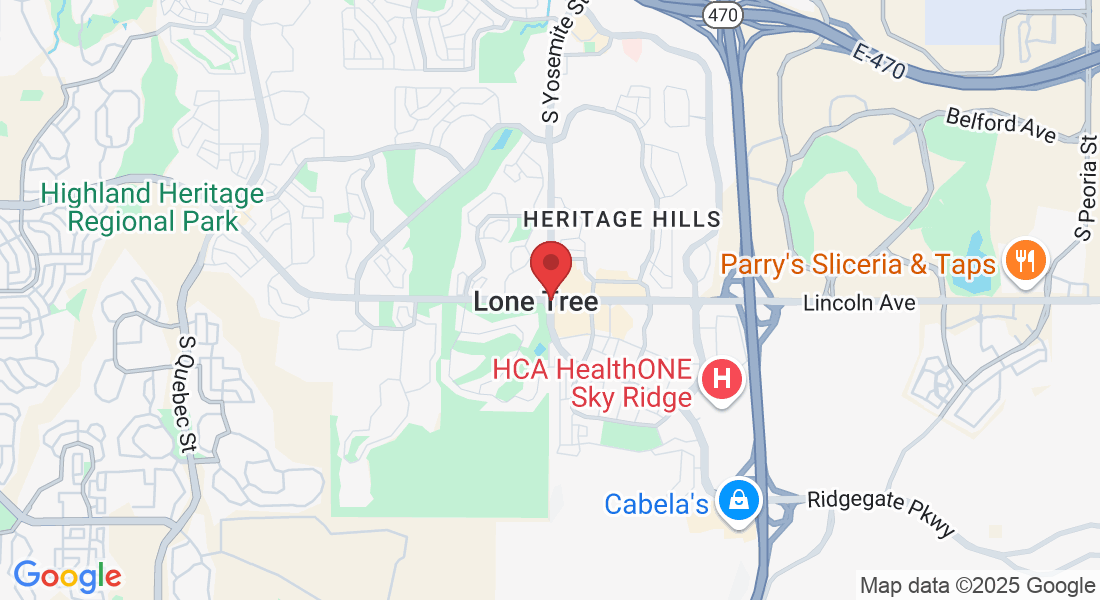 470
S Yosemite St
E-470
Belford Ave
S Peoria St
Highland Heritage
Regional Park
HERITAGE HILLS
Parry's Sliceria & Taps
Lone Tree
Lincoln Ave
S Quebec St
HCA HealthONE
Sky Ridge
H
Cabela's
Ridgegate Pkwy
Google
Map data ©2025 Google